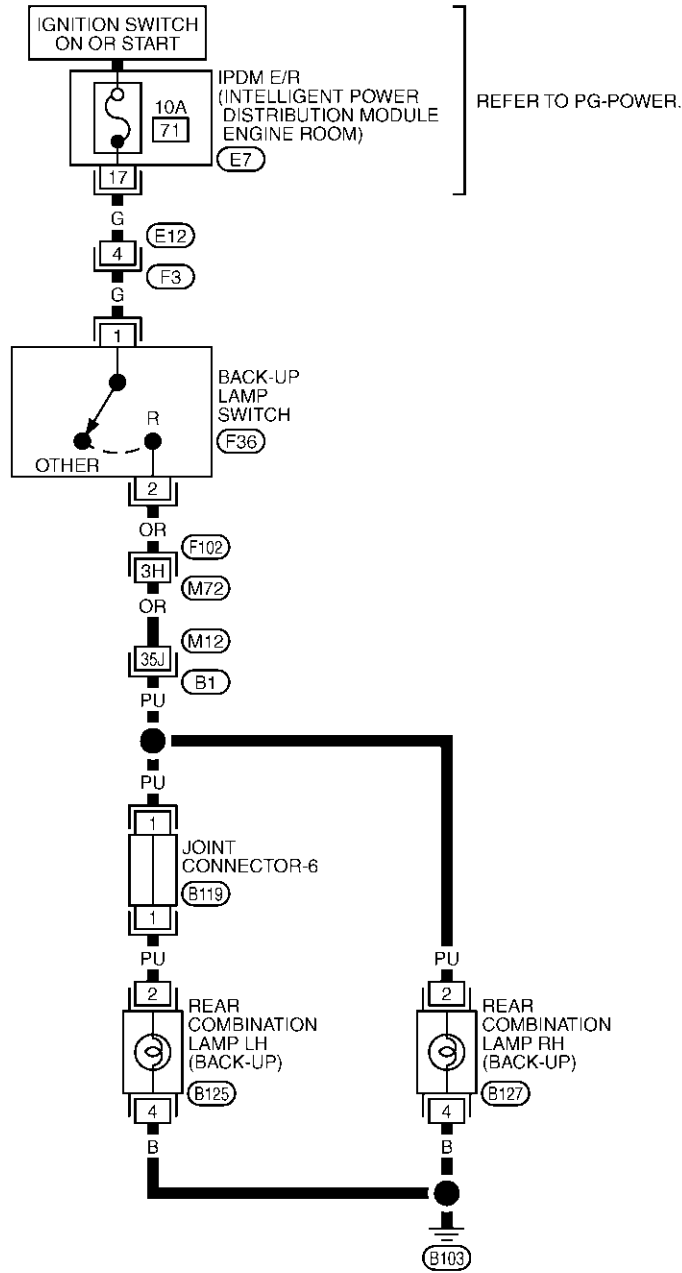 IGNITION SWITCH
ON OR START
IPDM E/R
(INTELLIGENT POWER
DISTRIBUTION MODULE
ENGINE ROOM)
REFER TO PG-POWER.
10A
71
E7
17
G
E12
4
F3
G
1
BACK-UP
LAMP
SWITCH
R
F36
OTHER
2
OR
F102
3H
M72
OR
M12
35J
B1
PU
PU
1
JOINT
CONNECTOR-6
B119
1
PU
PU
2
2
REAR
COMBINATION
LAMP LH
(BACK-UP)
B125
REAR
COMBINATION
LAMP RH
(BACK-UP)
B127
4
4
B
B
B103